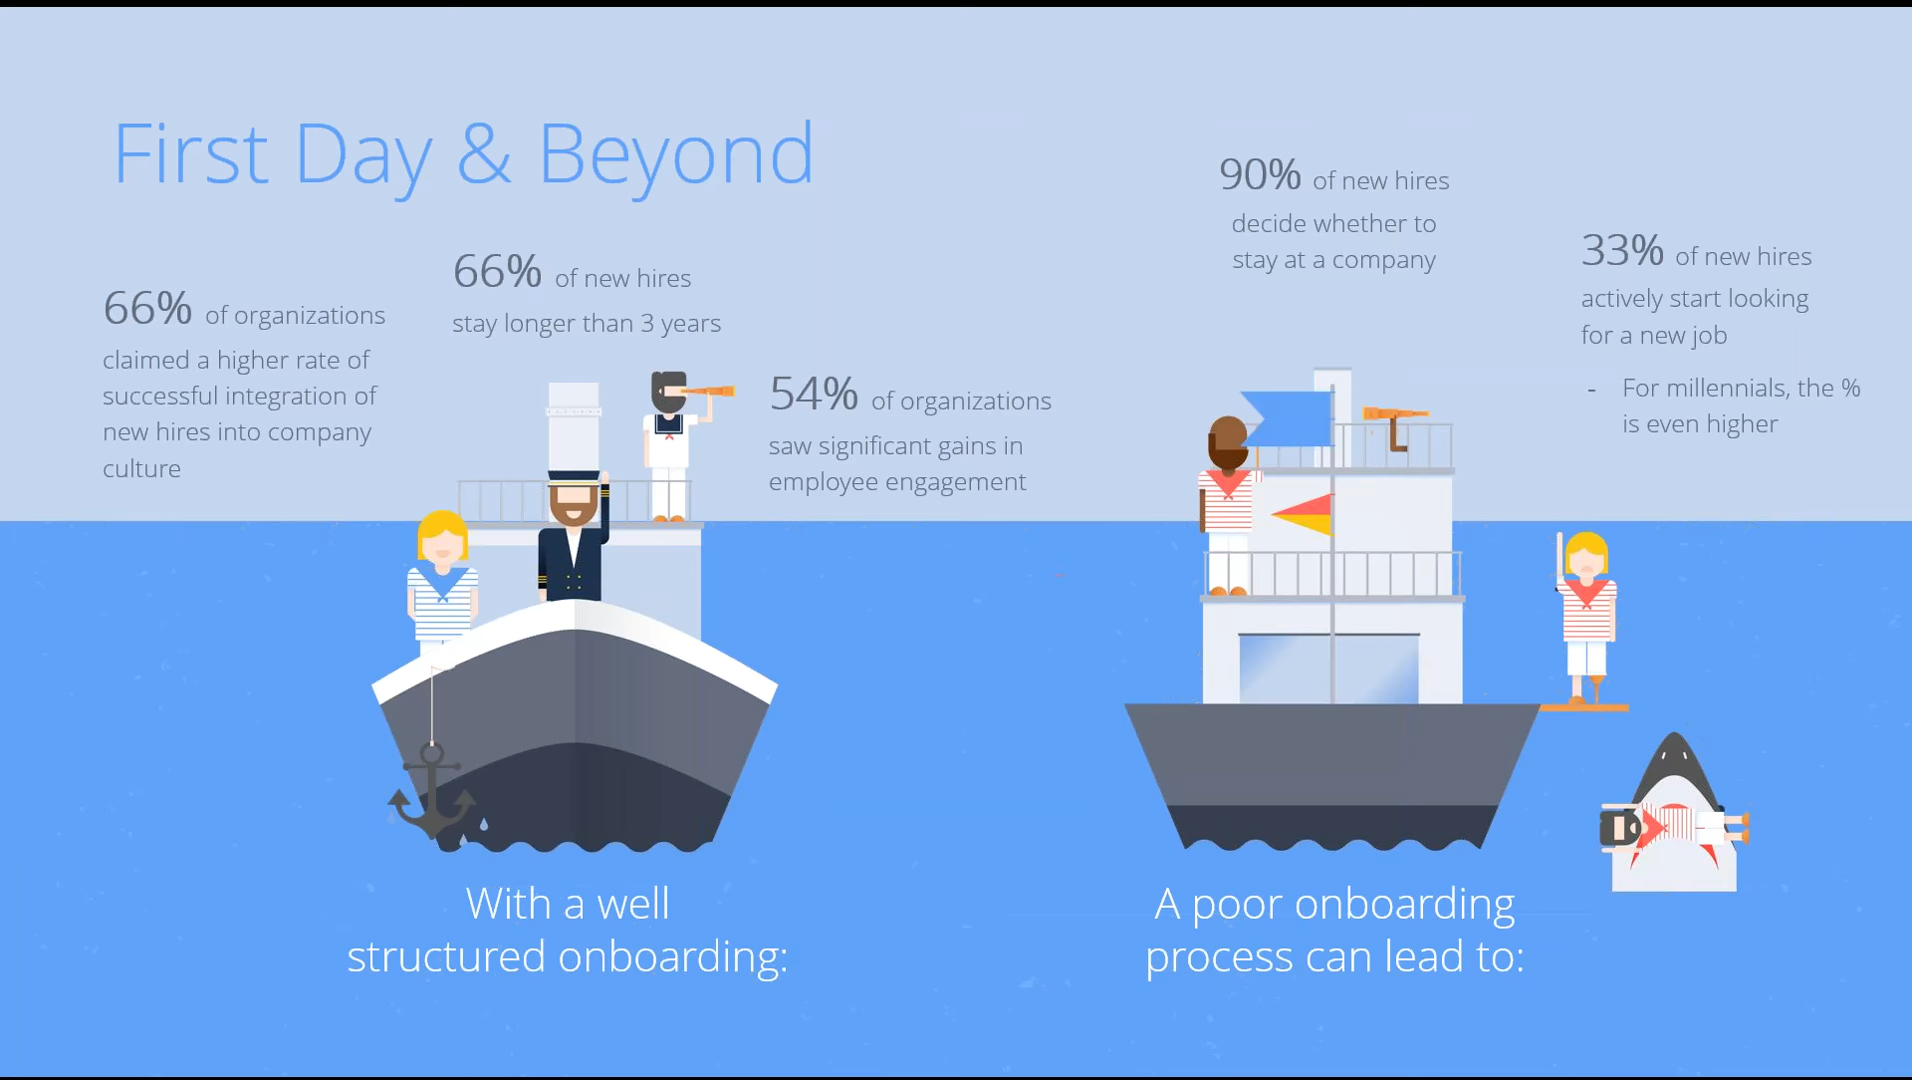 First Day & Beyond
66% of organizations
claimed a higher rate of
successful integration of
new hires into company
culture
66% of new hires
stay longer than 3 years
54% of organizations
saw significant gains in
employee engagement
With a well
structured onboarding:
90% of new hires
decide whether to
stay at a company
33% of new hires
actively start looking
for a new job
- For millennials, the %
is even higher
A poor onboarding
process can lead to: